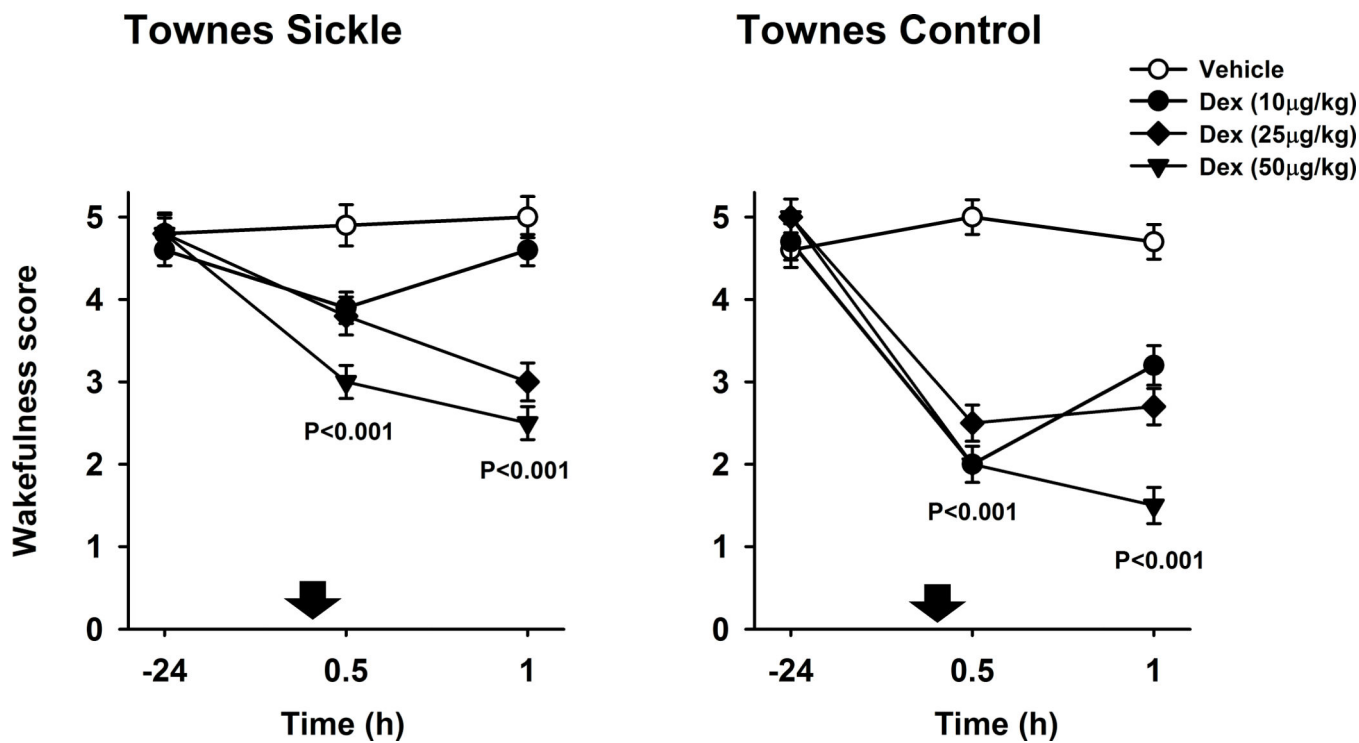 Townes Sickle
Townes Control
Vehicle
Dex (10μg/kg)
Dex (25μg/kg)
Dex (50μg/kg)
Wakefulness score
5
4
3
2
1
0
P<0.001
P<0.001
-24
0.5
1
Time (h)
5
4
3
2
1
0
P<0.001
P<0.001
-24
0.5
1
Time (h)